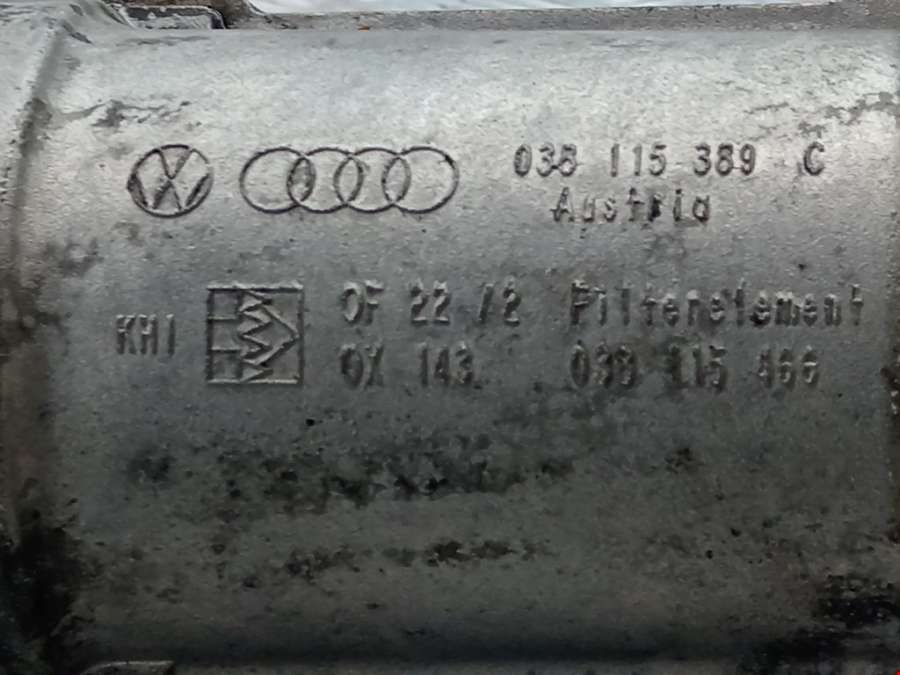 038 115 389 C
Austria
KHI
OF 22 /2 Filterelement
OX 143 038 115 466